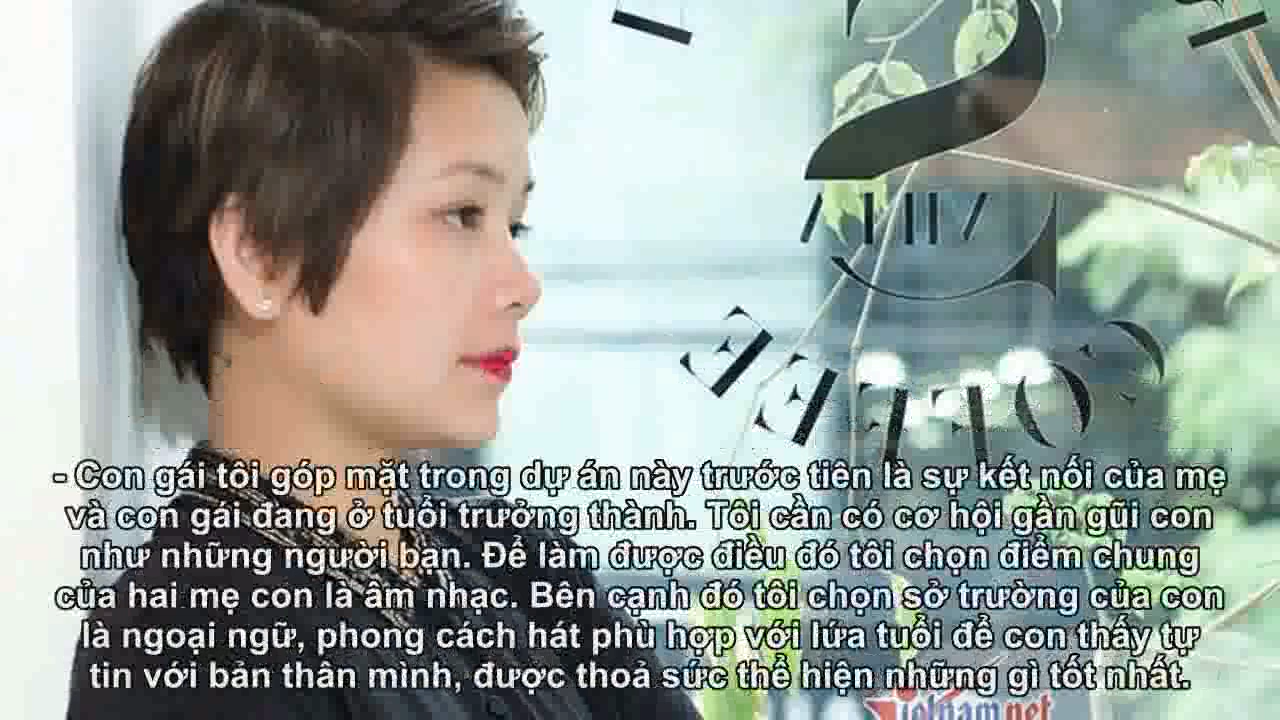 COFFEE
- Con gái tôi góp mặt trong dự án này trước tiên là sự kết nối của mẹ
và con gái đang ở tuổi trưởng thành. Tôi cần có cơ hội gần gũi con
như những người bạn. Để làm được điều đó tôi chọn điểm chung
của hai mẹ con là âm nhạc. Bên cạnh đó tôi chọn sở trường của con
là ngoại ngữ, phong cách hát phù hợp với lứa tuổi để con thấy tự
tin với bản thân mình, được thoả sức thể hiện những gì tốt nhất.